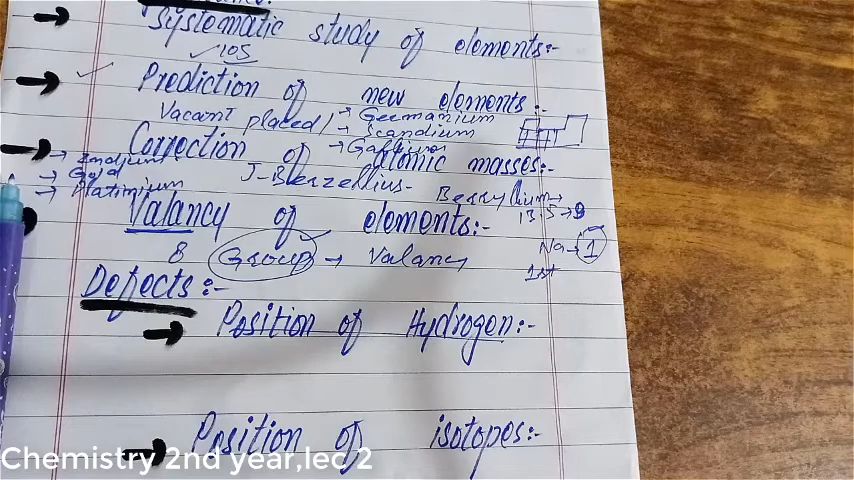 Systematic study of elements:-
✓105
Prediction of new elements:-
Vacant placed / → Germanium
→ Scandium
Correction of atomic masses:-
→ Gold
J-Berzellius-
Beryllium→
13.5→9
Valancy of elements:-
Na→1
8 Group → Valancy
1st
Defects:-
Position of Hydrogen:-
Position of isotopes:-
Chemistry 2nd year,lec 2